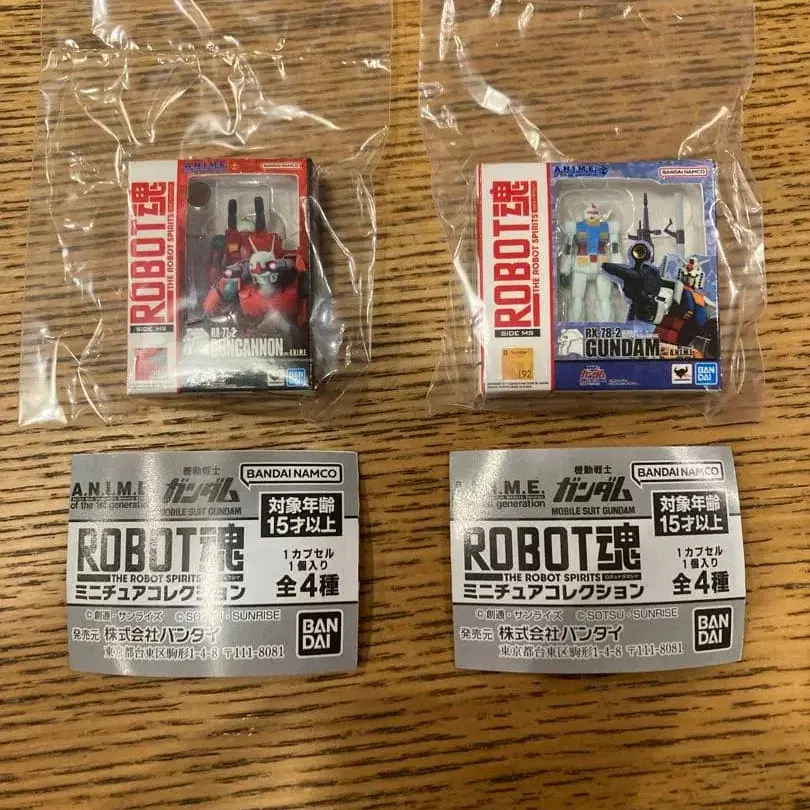 A.N.I.M.E.
BANDAI NAMCO
ROBOT魂
THE ROBOT SPIRITS
SIDE MS
RX-77-2
GUNCANNON
ver. A.N.I.M.E.
BANDAI
A.N.I.M.E.
BANDAI NAMCO
ROBOT魂
THE ROBOT SPIRITS
SIDE MS
RX-78-2
GUNDAM
ver. A.N.I.M.E.
R-Number
192
BANDAI
A.N.I.M.E.
of the 1st generation
機動戦士
ガンダム
MOBILE SUIT GUNDAM
BANDAI NAMCO
対象年齢
15才以上
ROBOT魂
THE ROBOT SPIRITS
ミニチュアコレクション
1カプセル
1個入り
全4種
©創通・サンライズ ©SOTSU・SUNRISE
発売元 株式会社バンダイ
東京都台東区駒形1-4-8 〒111-8081
BANDAI
A.N.I.M.E.
1st generation
機動戦士
ガンダム
MOBILE SUIT GUNDAM
BANDAI NAMCO
対象年齢
15才以上
ROBOT魂
THE ROBOT SPIRITS
ミニチュアコレクション
1カプセル
1個入り
全4種
©創通・サンライズ ©SOTSU・SUNRISE
発売元 株式会社バンダイ
東京都台東区駒形1-4-8 〒111-8081
BANDAI